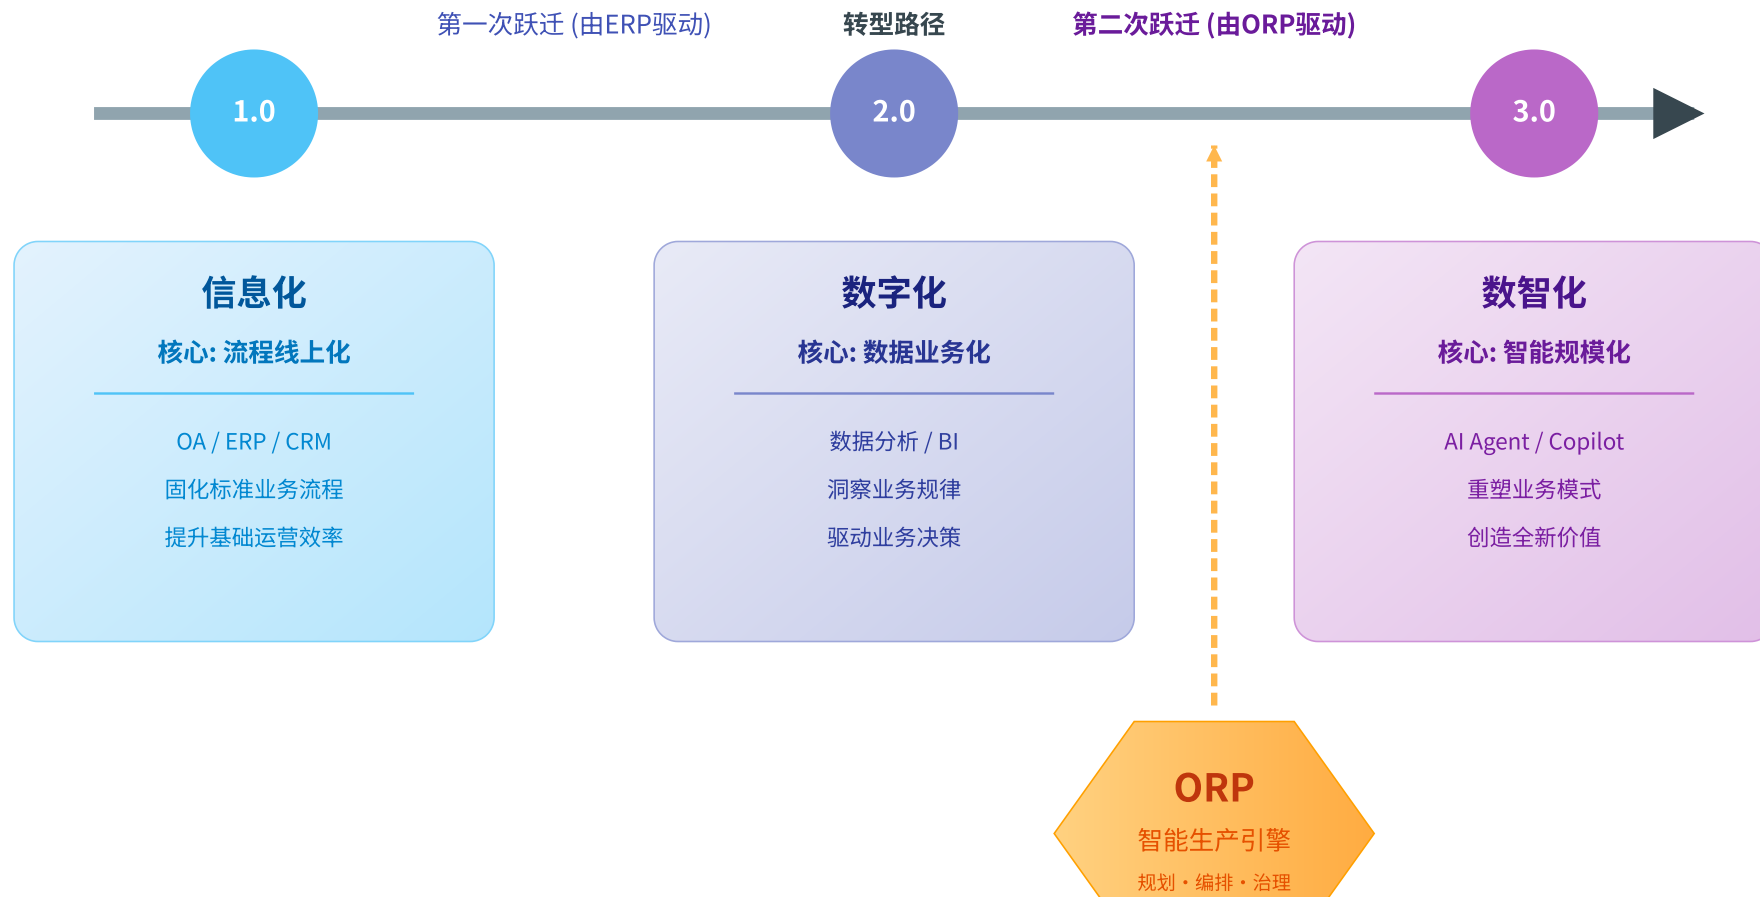 第一次跃迁 (由ERP驱动)
转型路径
第二次跃迁 (由ORP驱动)
1.0
2.0
3.0
信息化
核心: 流程线上化
OA / ERP / CRM
固化标准业务流程
提升基础运营效率
数字化
核心: 数据业务化
数据分析 / BI
洞察业务规律
驱动业务决策
数智化
核心: 智能规模化
AI Agent / Copilot
重塑业务模式
创造全新价值
ORP
智能生产引擎
规划・编排・治理